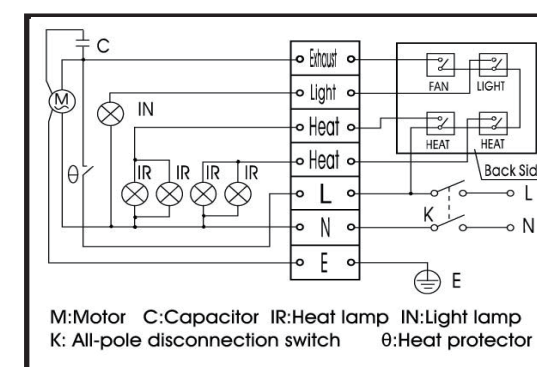 C
Exhaust
FAN
LIGHT
M
IN
Light
Heat
HEAT
HEAT
θ
IR
IR
IR
IR
Heat
Back Sid
L
K
L
N
N
E
E
M:Motor C:Capacitor IR:Heat lamp IN:Light lamp
K: All-pole disconnection switch θ:Heat protector